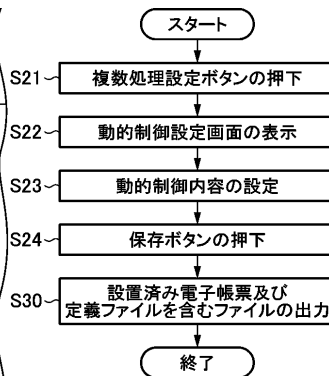 スタート
S21 複数処理設定ボタンの押下
S22 動的制御設定画面の表示
S23 動的制御内容の設定
S24 保存ボタンの押下
S30 設置済み電子帳票及び
定義ファイルを含むファイルの出力
終了